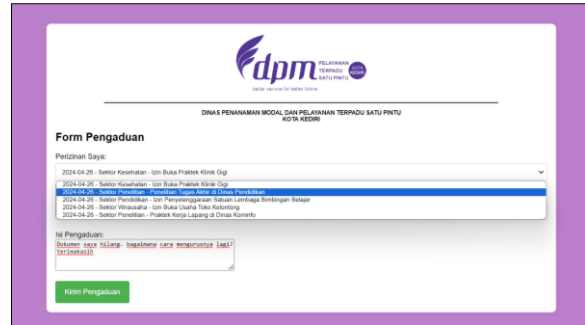 dpm
PELAYANAN
TERPADU
SATU PINTU
KOTA
KEDIRI
better service for better future
DINAS PENANAMAN MODAL DAN PELAYANAN TERPADU SATU PINTU
KOTA KEDIRI
Form Pengaduan
Perizinan Saya:
2024-04-26 - Sektor Kesehatan - Izin Buka Praktek Klinik Gigi
2024-04-26 - Sektor Kesehatan - Izin Buka Praktek Klinik Gigi
2024-04-26 - Sektor Penelitian - Penelitian Tugas Akhir di Dinas Pendidikan
2024-04-26 - Sektor Pendidikan - Izin Penyelenggaraan Satuan Lembaga Bimbingan Belajar
2024-04-26 - Sektor Wirausaha - Izin Buka Usaha Toko Kelontong
2024-04-26 - Sektor Penelitian - Praktek Kerja Lapang di Dinas Kominfo
Isi Pengaduan:
Dokumen saya hilang. bagaimana cara mengurusnya lagi?
terimakasih
Kirim Pengaduan